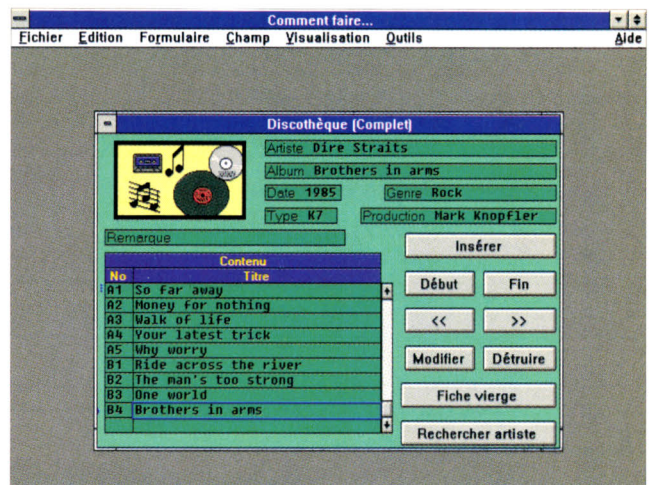 Comment faire...
Fichier Edition Formulaire Champ Visualisation Outils Aide
Discothèque (Complet)
Artiste Dire Straits
Album Brothers in arms
Date 1985 Genre Rock
Type K7 Production Mark Knopfler
Remarque
Contenu
No Titre
A1 So far away
A2 Money for nothing
A3 Walk of life
A4 Your latest trick
A5 Why worry
B1 Ride across the river
B2 The man's too strong
B3 One world
B4 Brothers in arms
Insérer
Début Fin
<< >>
Modifier Détruire
Fiche vierge
Rechercher artiste